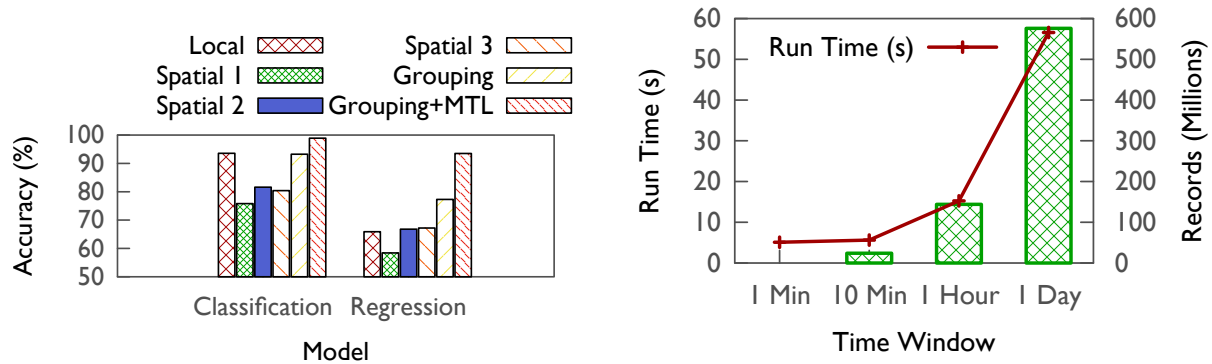 Local
Spatial 1
Spatial 2
Spatial 3
Grouping
Grouping+MTL
Accuracy (%)
100
90
80
70
60
50
Classification
Regression
Model
Run Time (s)
Run Time (s)
60
50
40
30
20
10
0
600
500
400
300
200
100
0
Records (Millions)
1 Min
10 Min
1 Hour
1 Day
Time Window